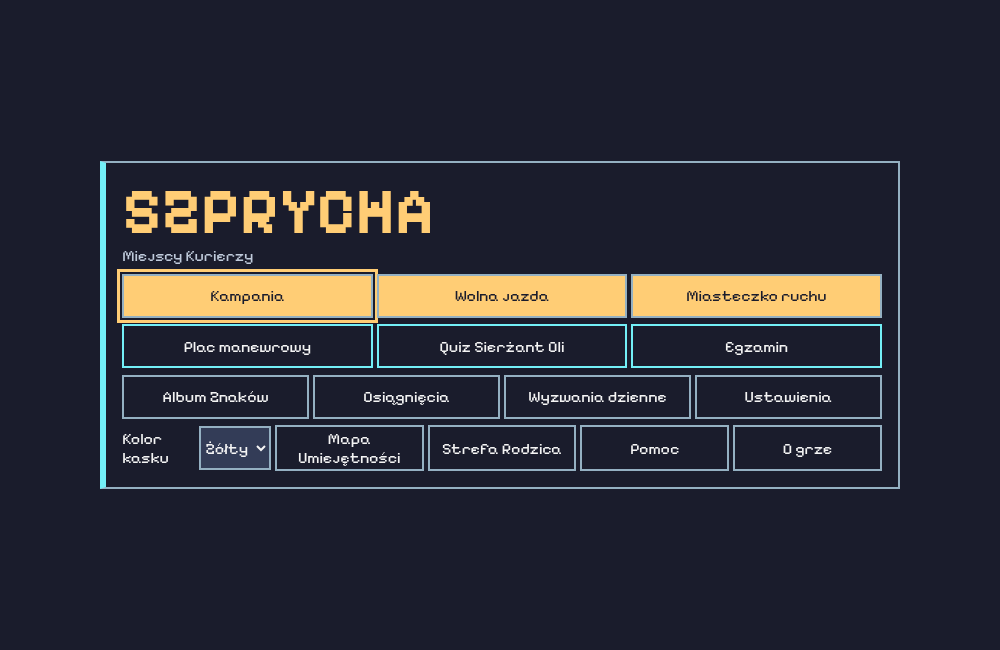 SZPRYCHA
Miejscy Kurierzy
Kampania
Wolna jazda
Miasteczko ruchu
Plac manewrowy
Quiz Sierżant Oli
Egzamin
Album Znaków
Osiągnięcia
Wyzwania dzienne
Ustawienia
Kolor
kasku
Żółty
Mapa
Umiejętności
Strefa Rodzica
Pomoc
O grze